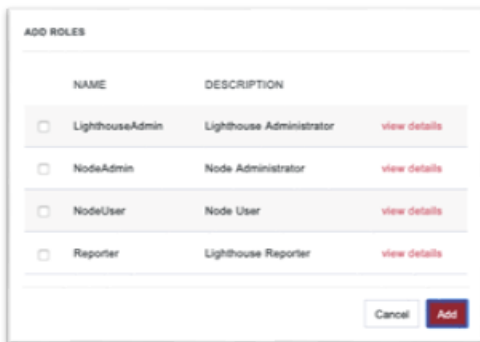 ADD ROLES
NAME DESCRIPTION
LighthouseAdmin Lighthouse Administrator view details
NodeAdmin Node Administrator view details
NodeUser Node User view details
Reporter Lighthouse Reporter view details
Cancel Add